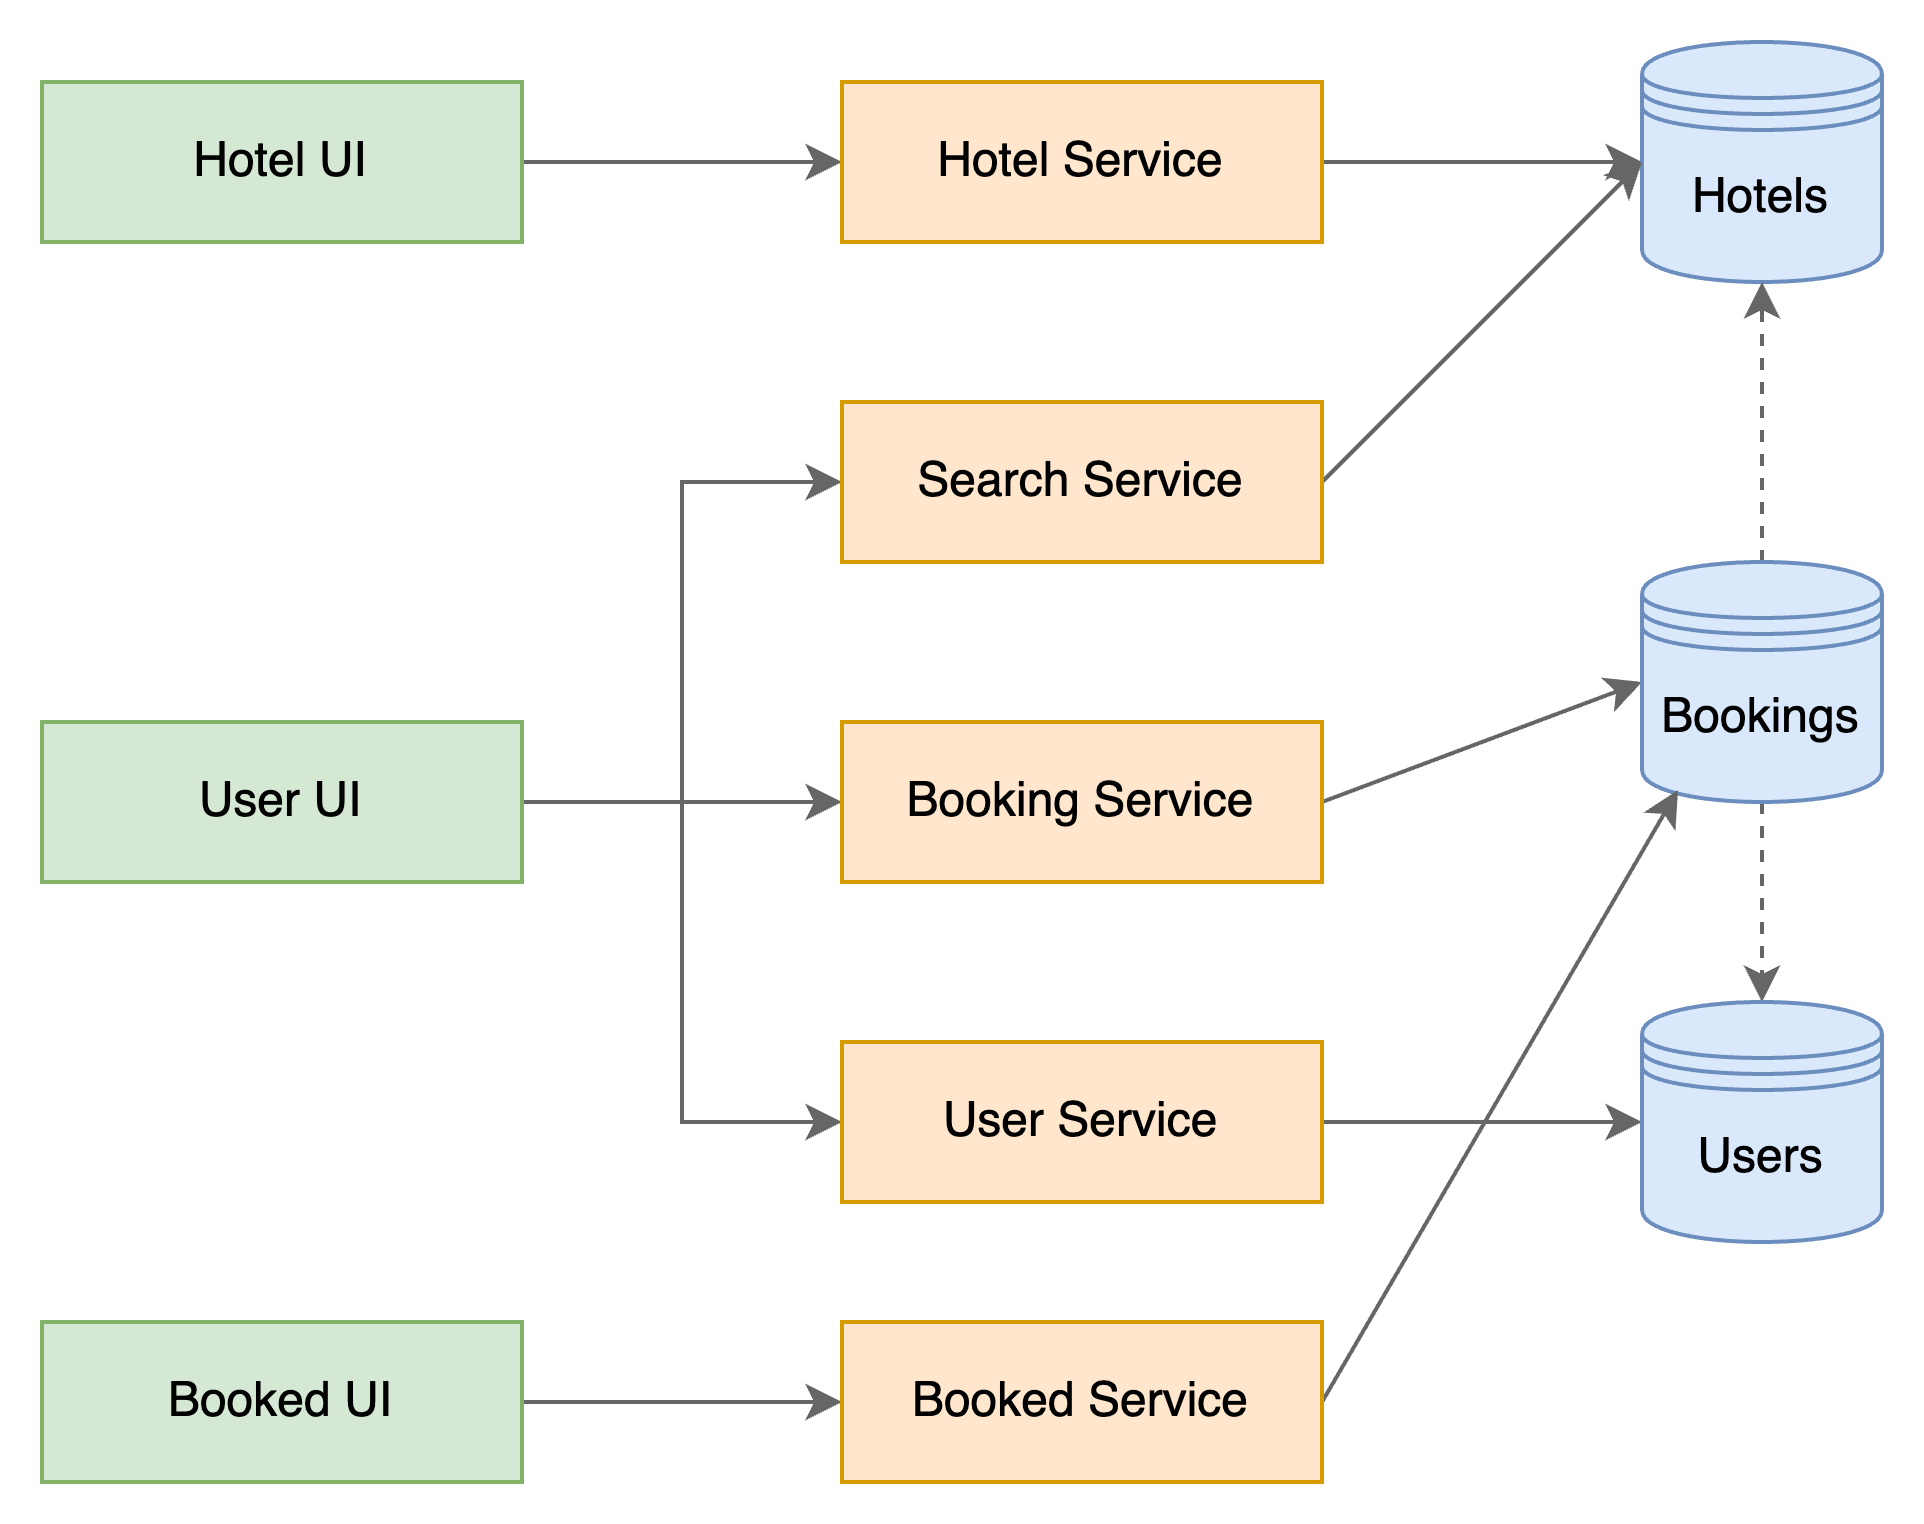 Hotel UI
Hotel Service
Hotels
Search Service
Bookings
User UI
Booking Service
User Service
Users
Booked UI
Booked Service